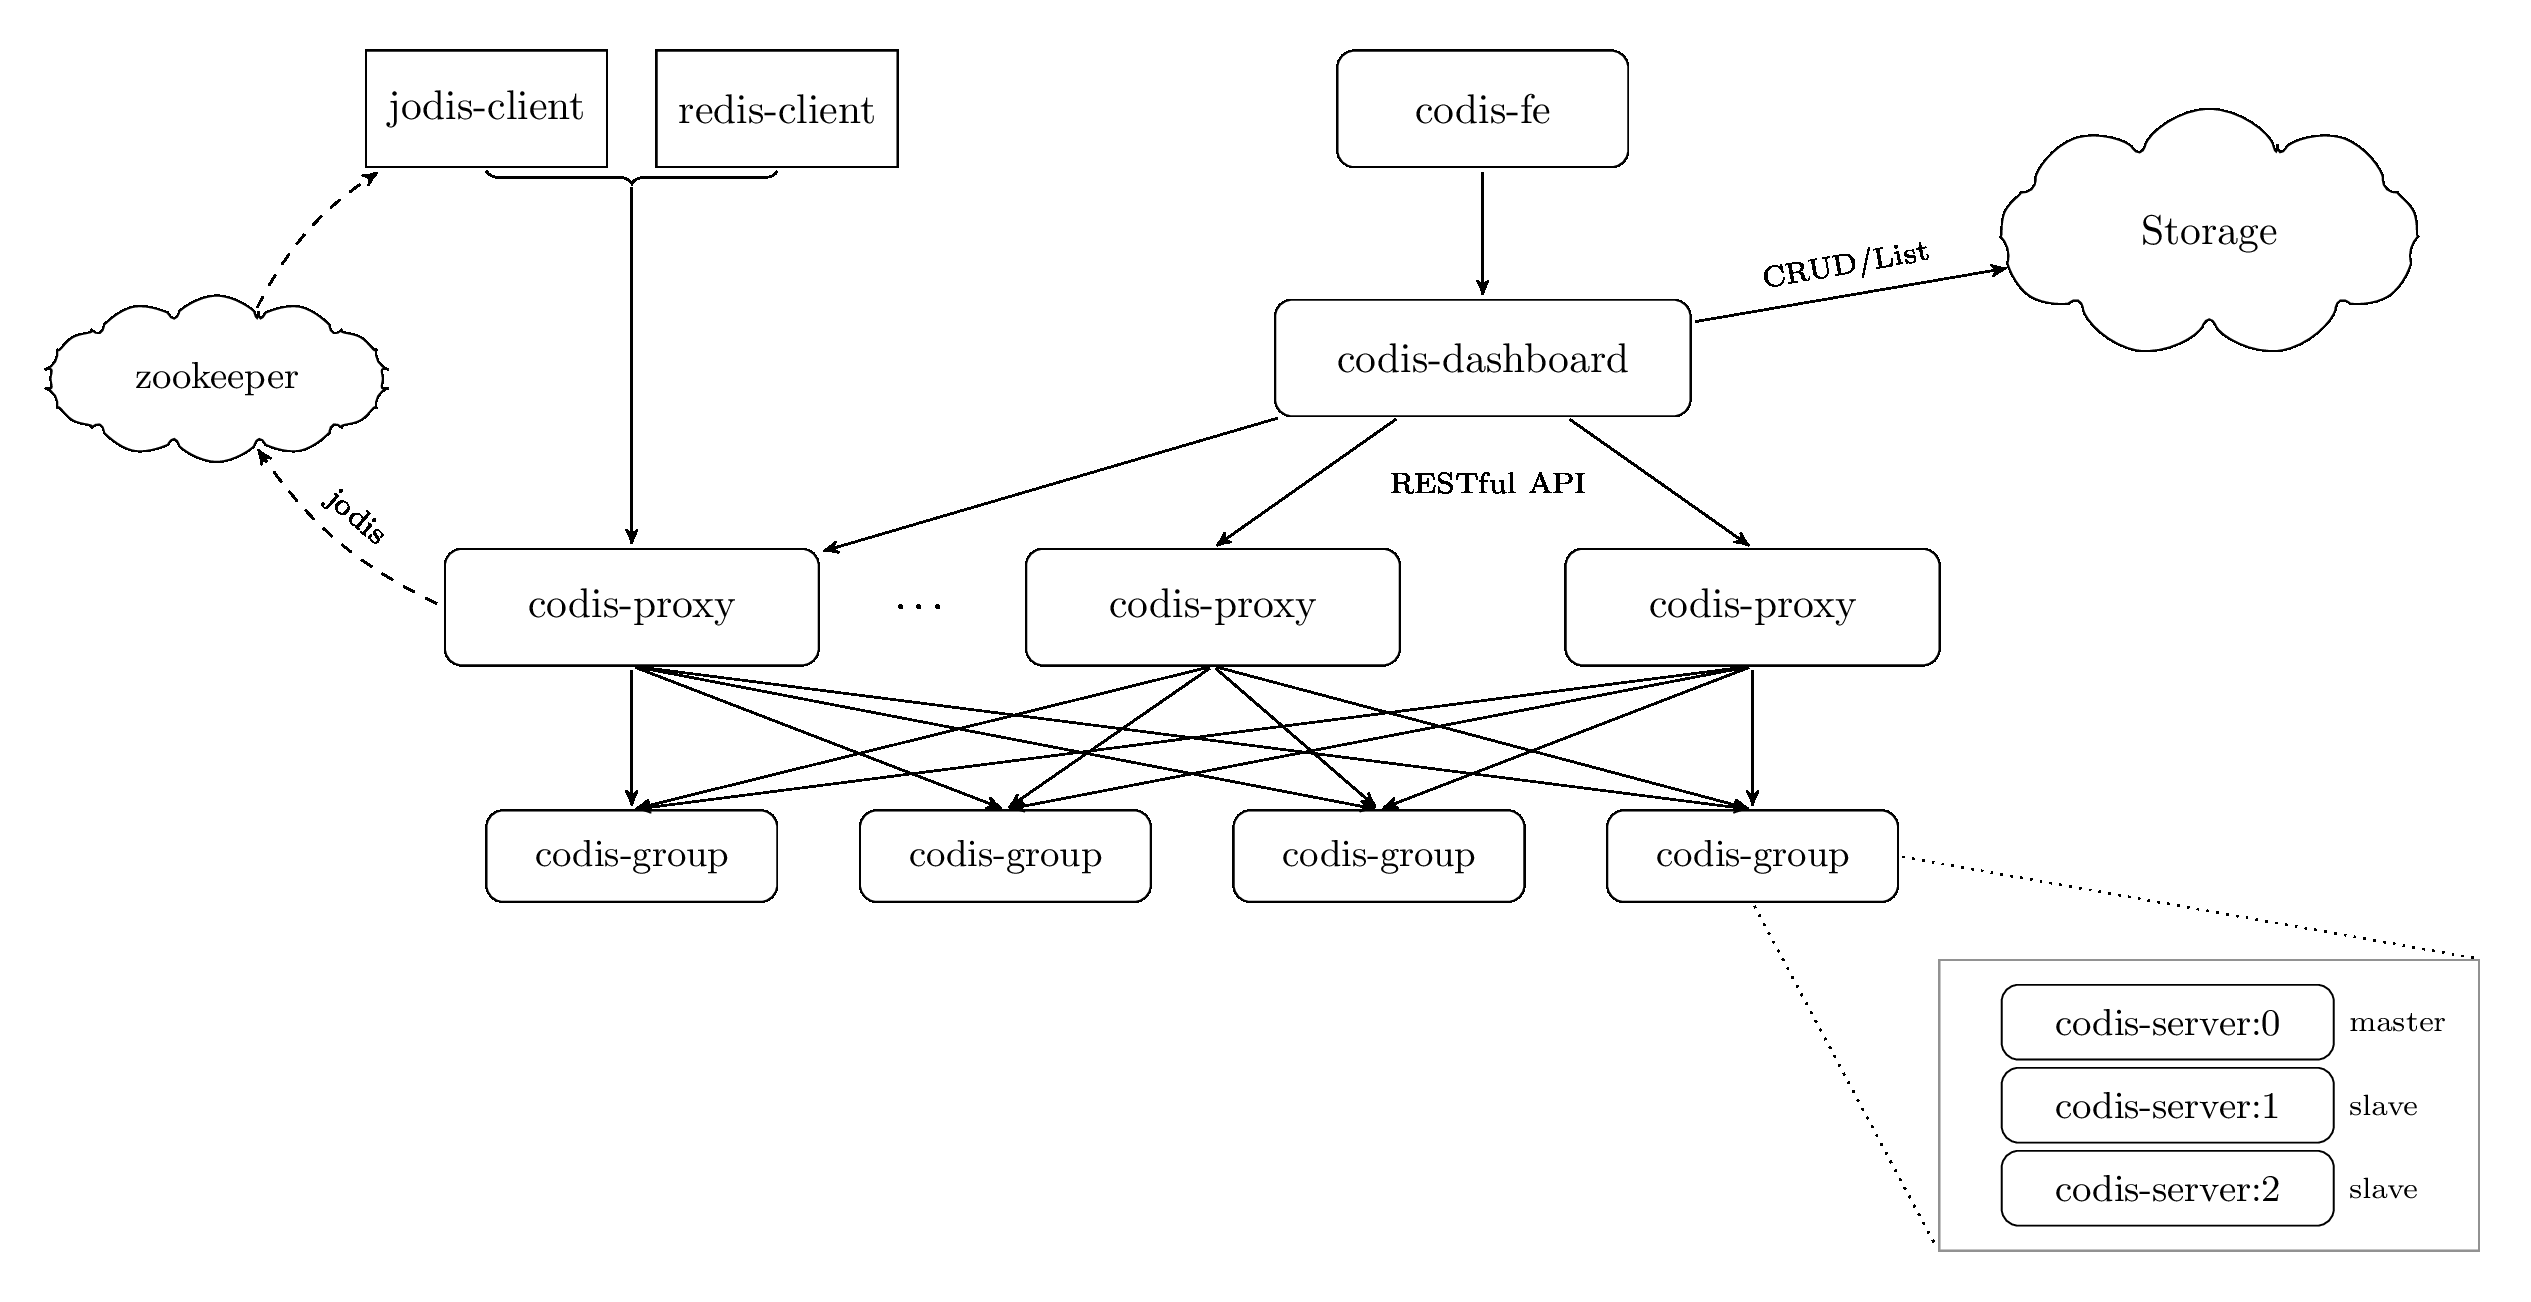 jodis-client
redis-client
codis-fe
Storage
CRUD/List
codis-dashboard
zookeeper
RESTful API
jodis
codis-proxy
...
codis-proxy
codis-proxy
codis-group
codis-group
codis-group
codis-group
codis-server:0 master
codis-server:1 slave
codis-server:2 slave